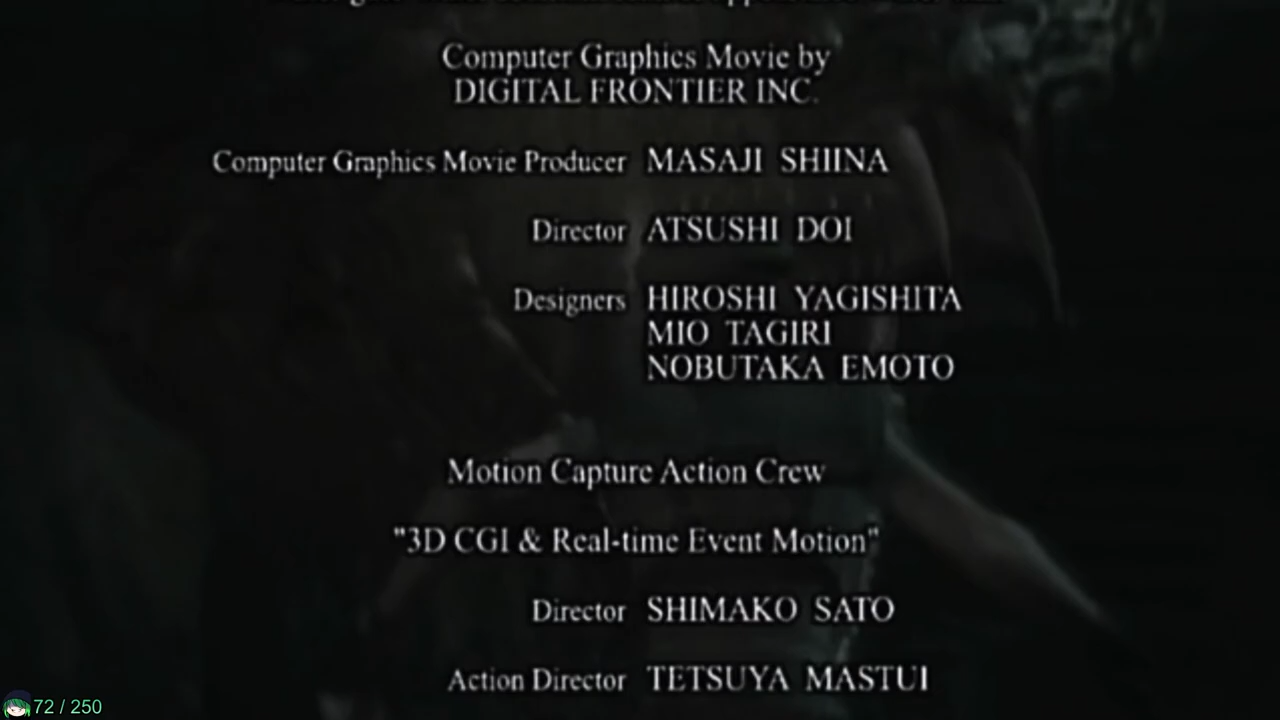 Computer Graphics Movie by
DIGITAL FRONTIER INC.
Computer Graphics Movie Producer MASAJI SHIINA
Director ATSUSHI DOI
Designers HIROSHI YAGISHITA
MIO TAGIRI
NOBUTAKA EMOTO
Motion Capture Action Crew
"3D CGI & Real-time Event Motion"
Director SHIMAKO SATO
Action Director TETSUYA MASTUI
72 / 250